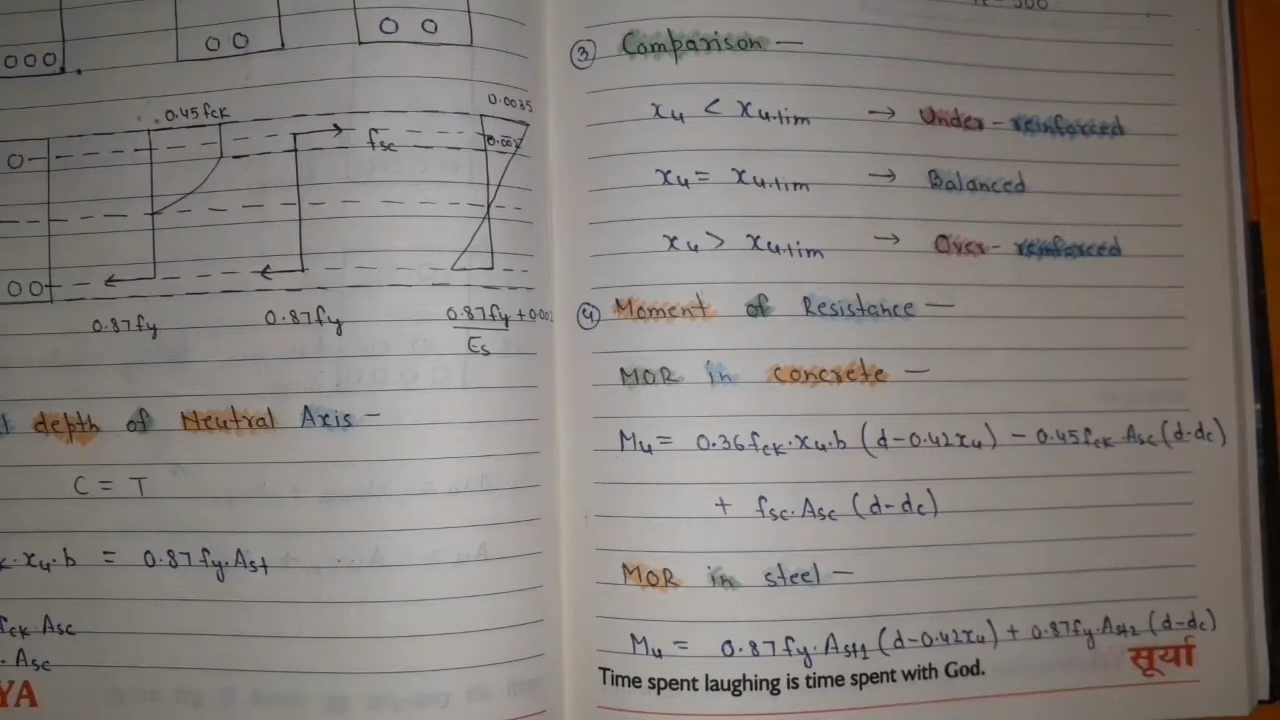 0.45fck
0.0035
fsc
0.002
0.87fy
0.87fy
0.87fy + 0.002
Es
depth of Neutral Axis -
C = T
. xu.b = 0.87fy.Ast
fck.Asc
. Asc
YA
③ Comparison -
xu < xu.lim → Under-reinforced
xu = xu.lim → Balanced
xu > xu.lim → Over-reinforced
④ Moment of Resistance -
MOR in concrete -
Mu = 0.36fck.xu.b (d-0.42xu) - 0.45fck.Asc (d-dc)
+ fsc.Asc (d-dc)
MOR in steel -
Mu = 0.87fy.Ast1 (d-0.42xu) + 0.87fy.Ast2 (d-dc)
सूर्या
Time spent laughing is time spent with God.